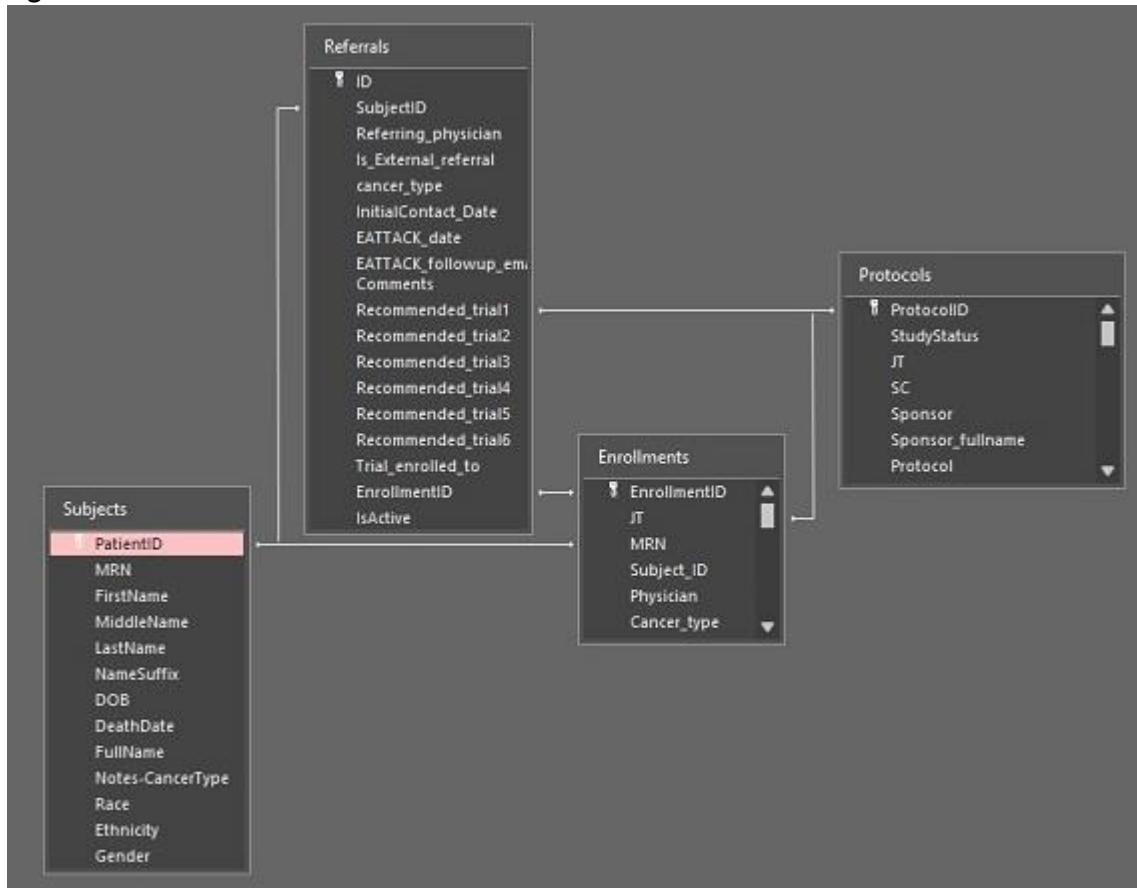 Referrals
ID
SubjectID
Referring_physician
Is_External_referral
cancer_type
InitialContact_Date
EATTACK_date
EATTACK_followup_ema
Comments
Recommended_trial1
Recommended_trial2
Recommended_trial3
Recommended_trial4
Recommended_trial5
Recommended_trial6
Trial_enrolled_to
EnrollmentID
IsActive
Protocols
ProtocolID
StudyStatus
JT
SC
Sponsor
Sponsor_fullname
Protocol
Enrollments
EnrollmentID
JT
MRN
Subject_ID
Physician
Cancer_type
Subjects
PatientID
MRN
FirstName
MiddleName
LastName
NameSuffix
DOB
DeathDate
FullName
Notes-CancerType
Race
Ethnicity
Gender